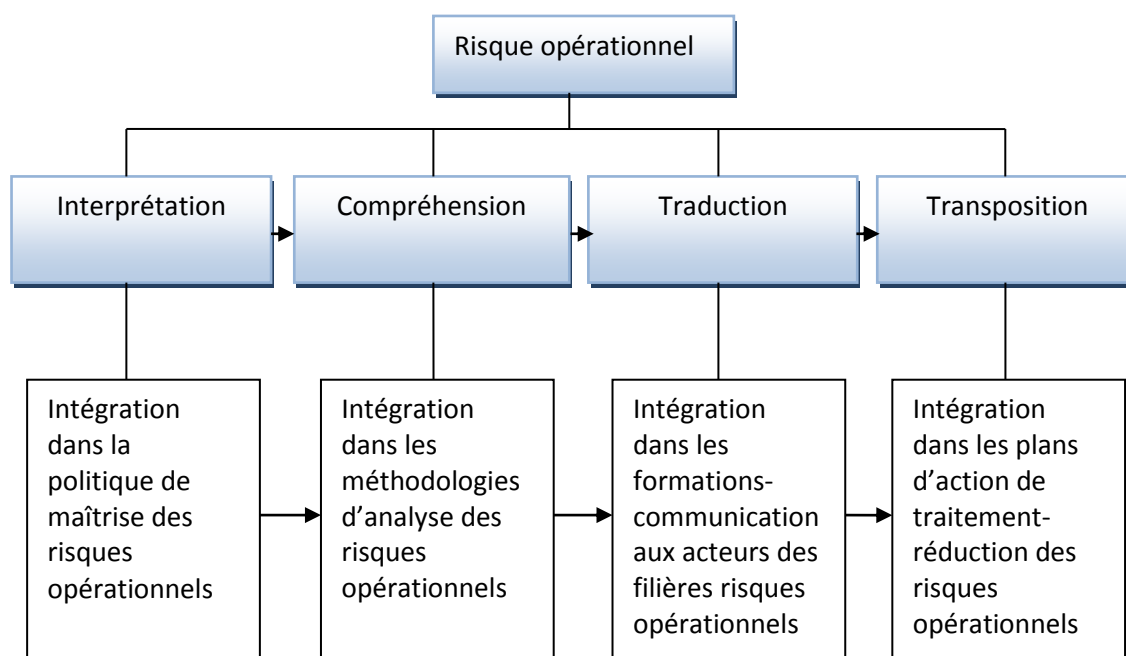 Risque opérationnel
Interprétation
Compréhension
Traduction
Transposition
Intégration
dans la
politique de
maîtrise des
risques
opérationnels
Intégration
dans les
méthodologies
d'analyse des
risques
opérationnels
Intégration
dans les
formations-
communication
aux acteurs des
filières risques
opérationnels
Intégration
dans les plans
d'action de
traitement-
réduction des
risques
opérationnels